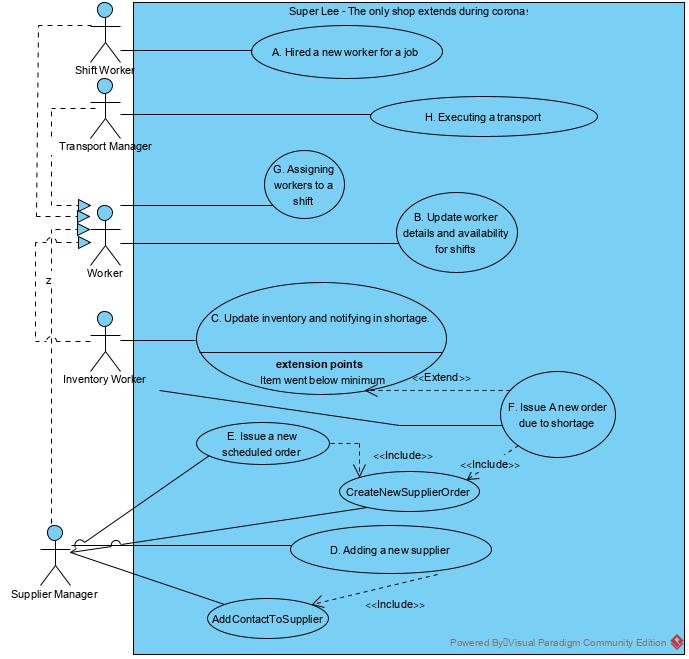 Super Lee - The only shop extends during corona!
A. Hired a new worker for a job
Shift Worker
H. Executing a transport
Transport Manager
G. Assigning
workers to a
shift
B. Update worker
details and availability
for shifts
Worker
z
C. Update inventory and notifying in shortage.
extension points
Item went below minimum
Inventory Worker
<<Extend>>
F. Issue A new order
due to shortage
E. Issue a new
scheduled order
<<Include>>
<<Include>>
CreateNewSupplierOrder
D. Adding a new supplier
Supplier Manager
<<Include>>
AddContactToSupplier
Powered By Visual Paradigm Community Edition